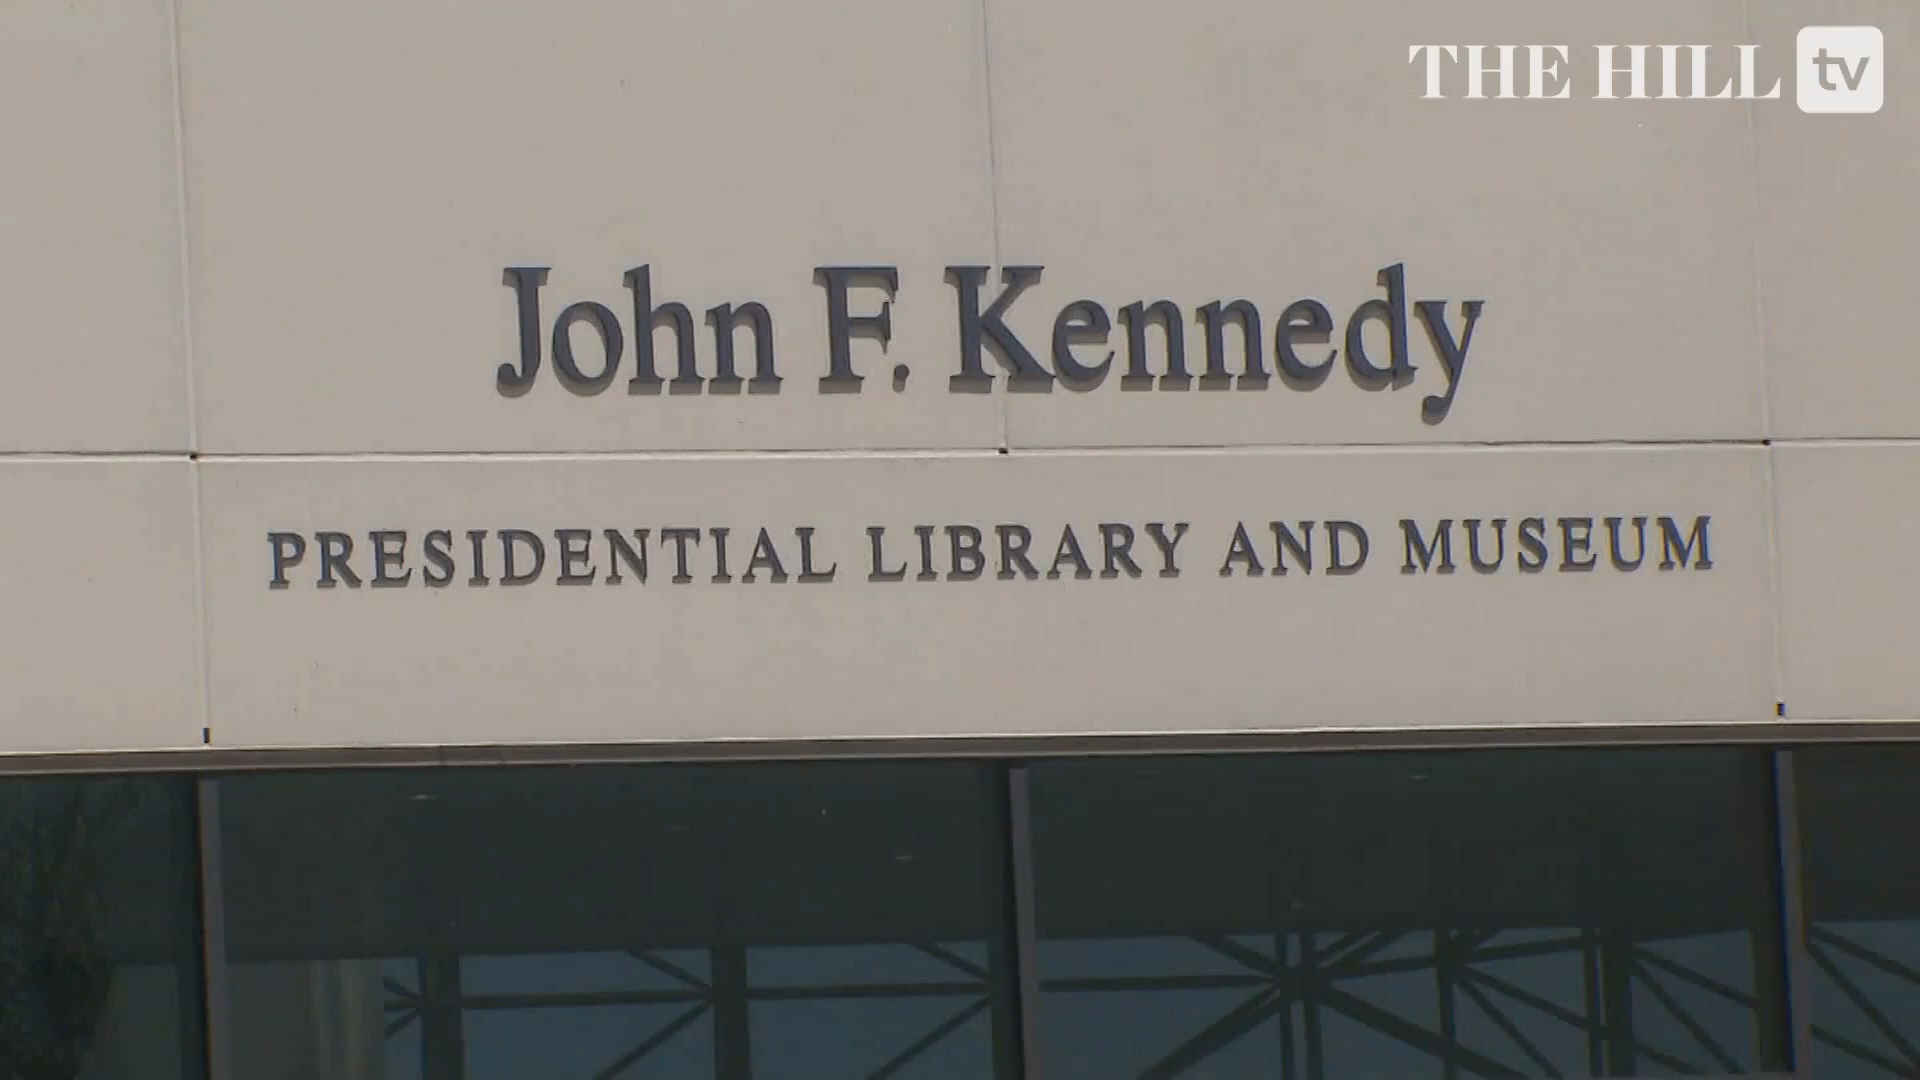 THE HILL tv
John F. Kennedy
PRESIDENTIAL LIBRARY AND MUSEUM